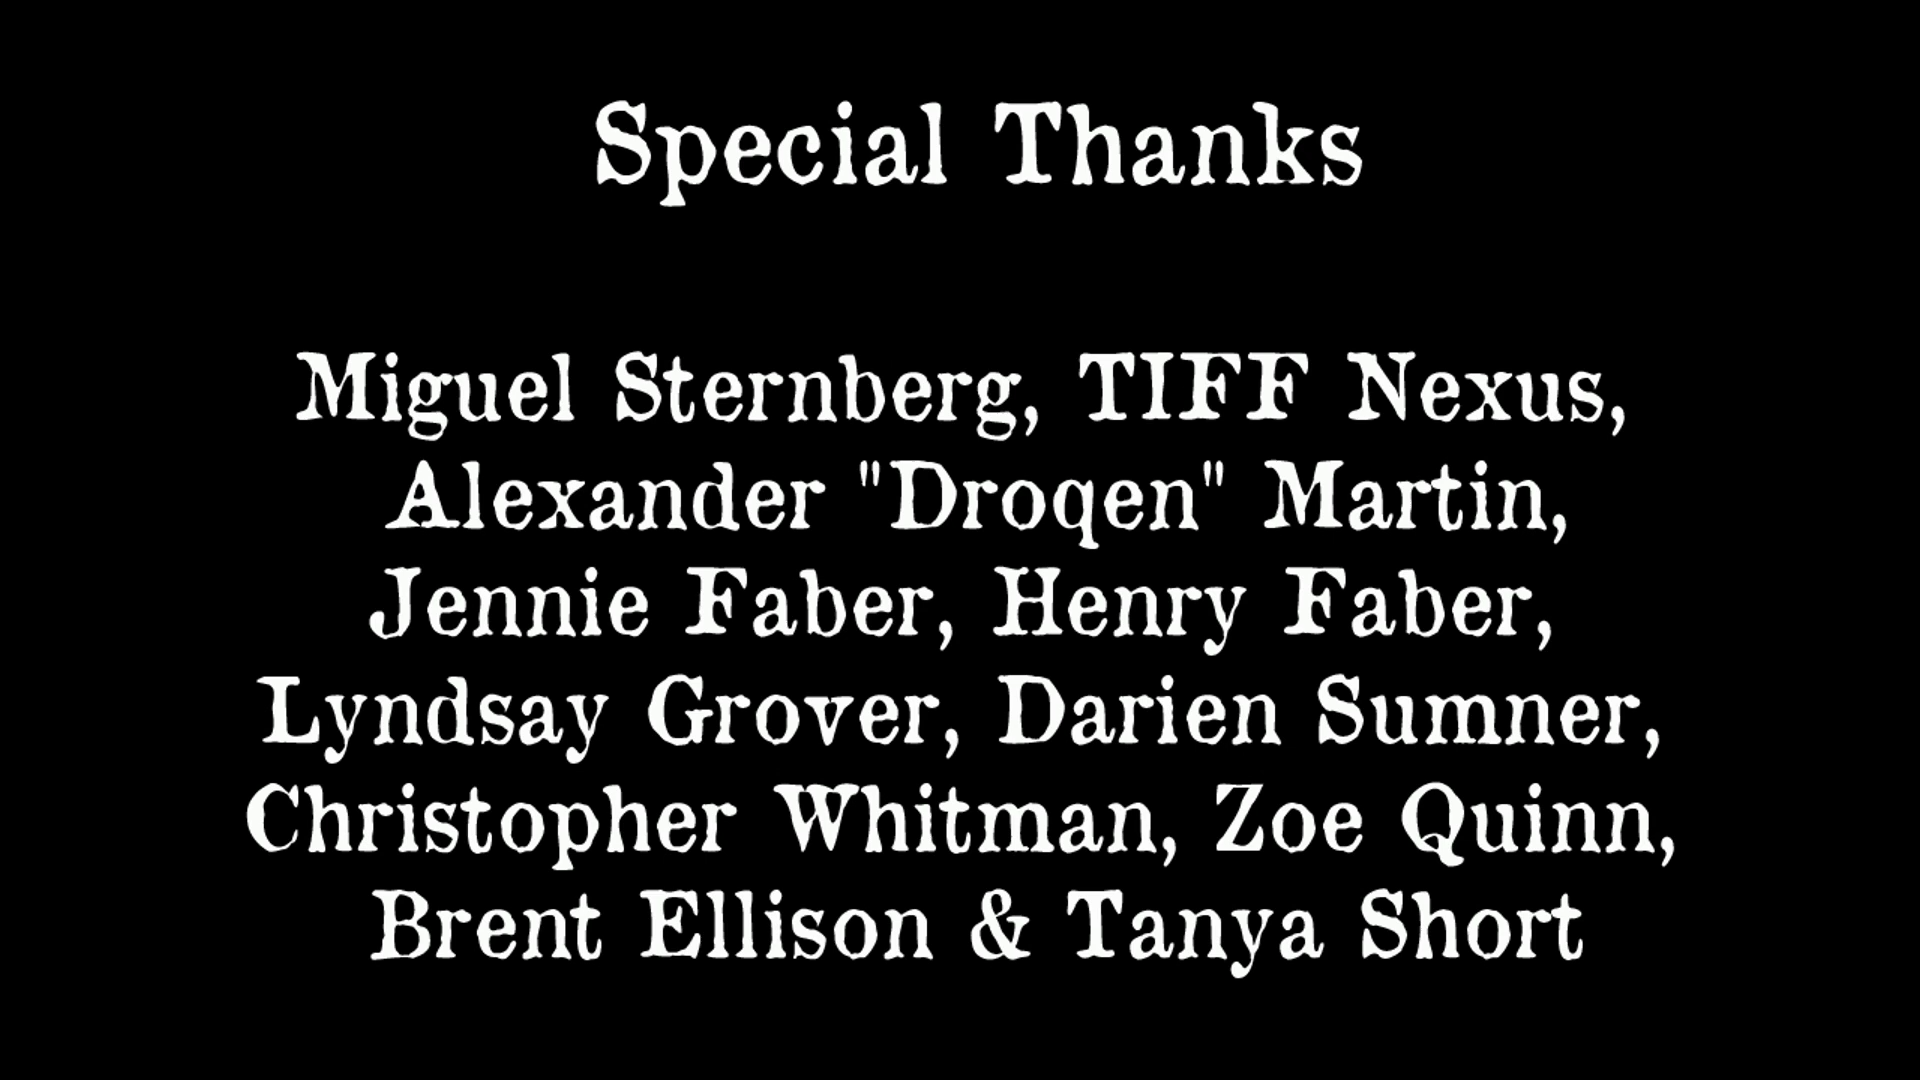 Special Thanks
Miguel Sternberg, TIFF Nexus,
Alexander "Droqen" Martin,
Jennie Faber, Henry Faber,
Lyndsay Grover, Darien Sumner,
Christopher Whitman, Zoe Quinn,
Brent Ellison & Tanya Short